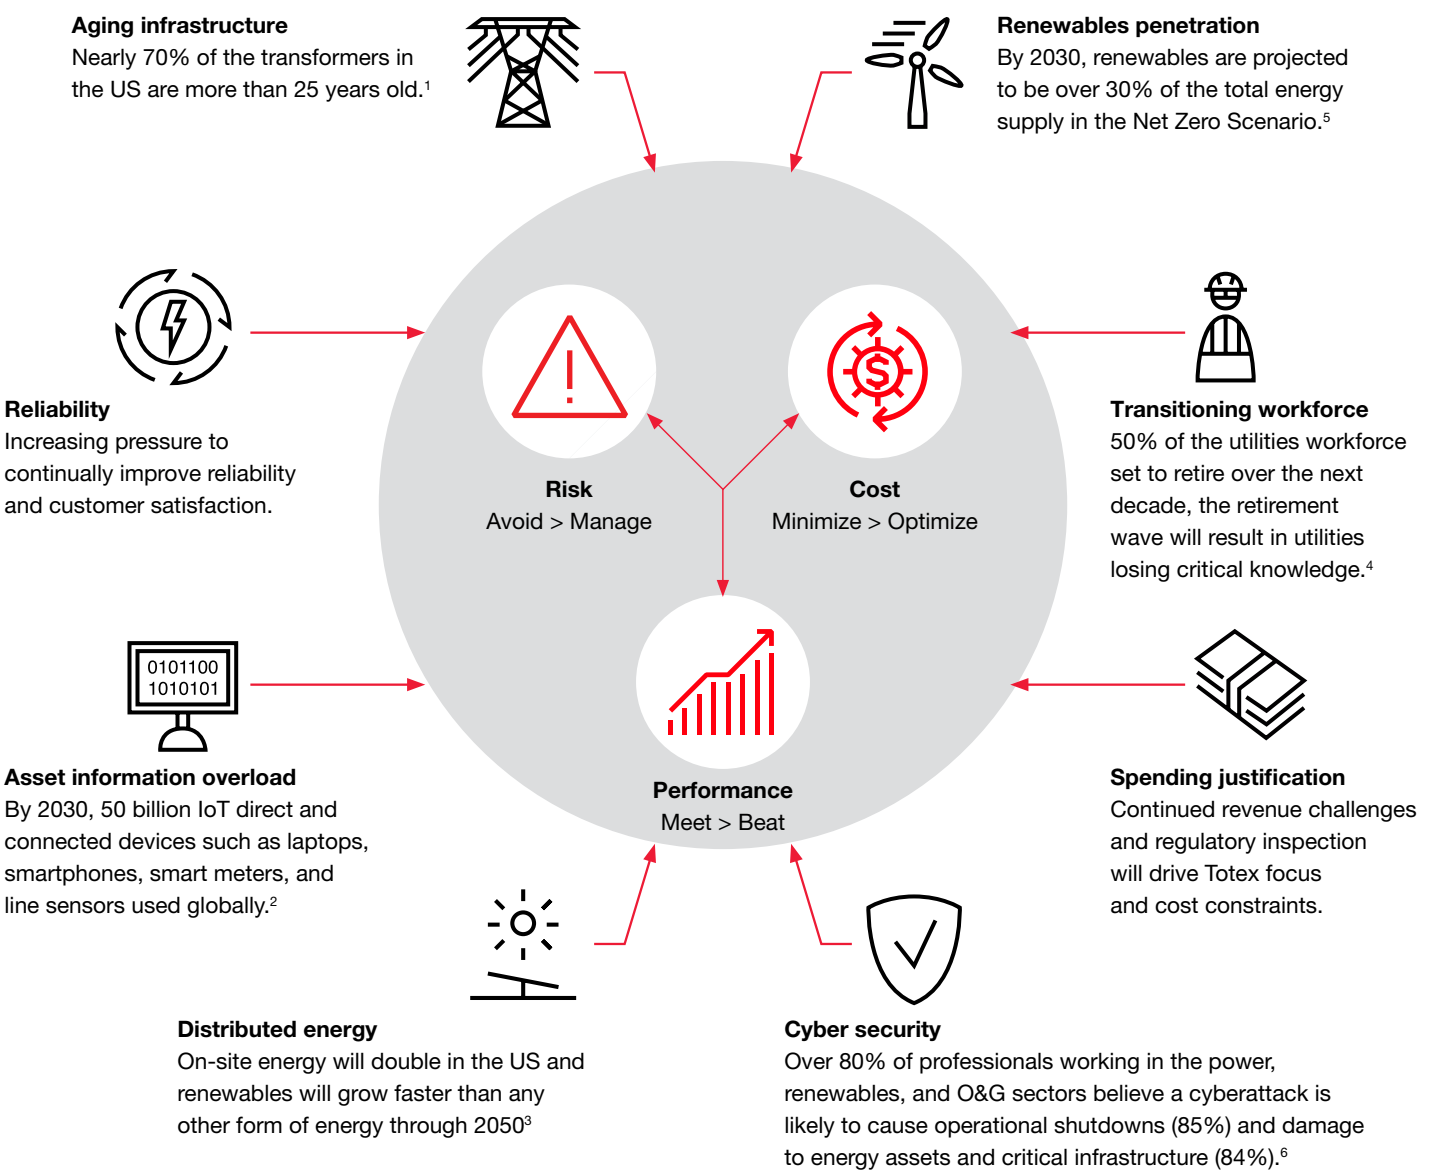 Aging infrastructure
Nearly 70% of the transformers in
the US are more than 25 years old.¹
Renewables penetration
By 2030, renewables are projected
to be over 30% of the total energy
supply in the Net Zero Scenario.⁵
Reliability
Increasing pressure to
continually improve reliability
and customer satisfaction.
Risk
Avoid > Manage
Cost
Minimize > Optimize
Transitioning workforce
50% of the utilities workforce
set to retire over the next
decade, the retirement
wave will result in utilities
losing critical knowledge.⁴
0101100
1010101
Asset information overload
By 2030, 50 billion IoT direct and
connected devices such as laptops,
smartphones, smart meters, and
line sensors used globally.²
Performance
Meet > Beat
Spending justification
Continued revenue challenges
and regulatory inspection
will drive Totex focus
and cost constraints.
Distributed energy
On-site energy will double in the US and
renewables will grow faster than any
other form of energy through 2050³
Cyber security
Over 80% of professionals working in the power,
renewables, and O&G sectors believe a cyberattack is
likely to cause operational shutdowns (85%) and damage
to energy assets and critical infrastructure (84%).⁶
$